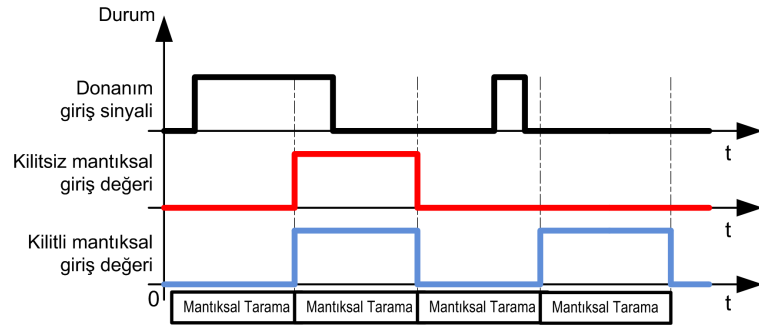 Durum
Donanım
giriş sinyali
t
Kilitsiz mantıksal
giriş değeri
t
Kilitli mantıksal
giriş değeri
t
0
Mantıksal Tarama Mantıksal Tarama Mantıksal Tarama Mantıksal Tarama